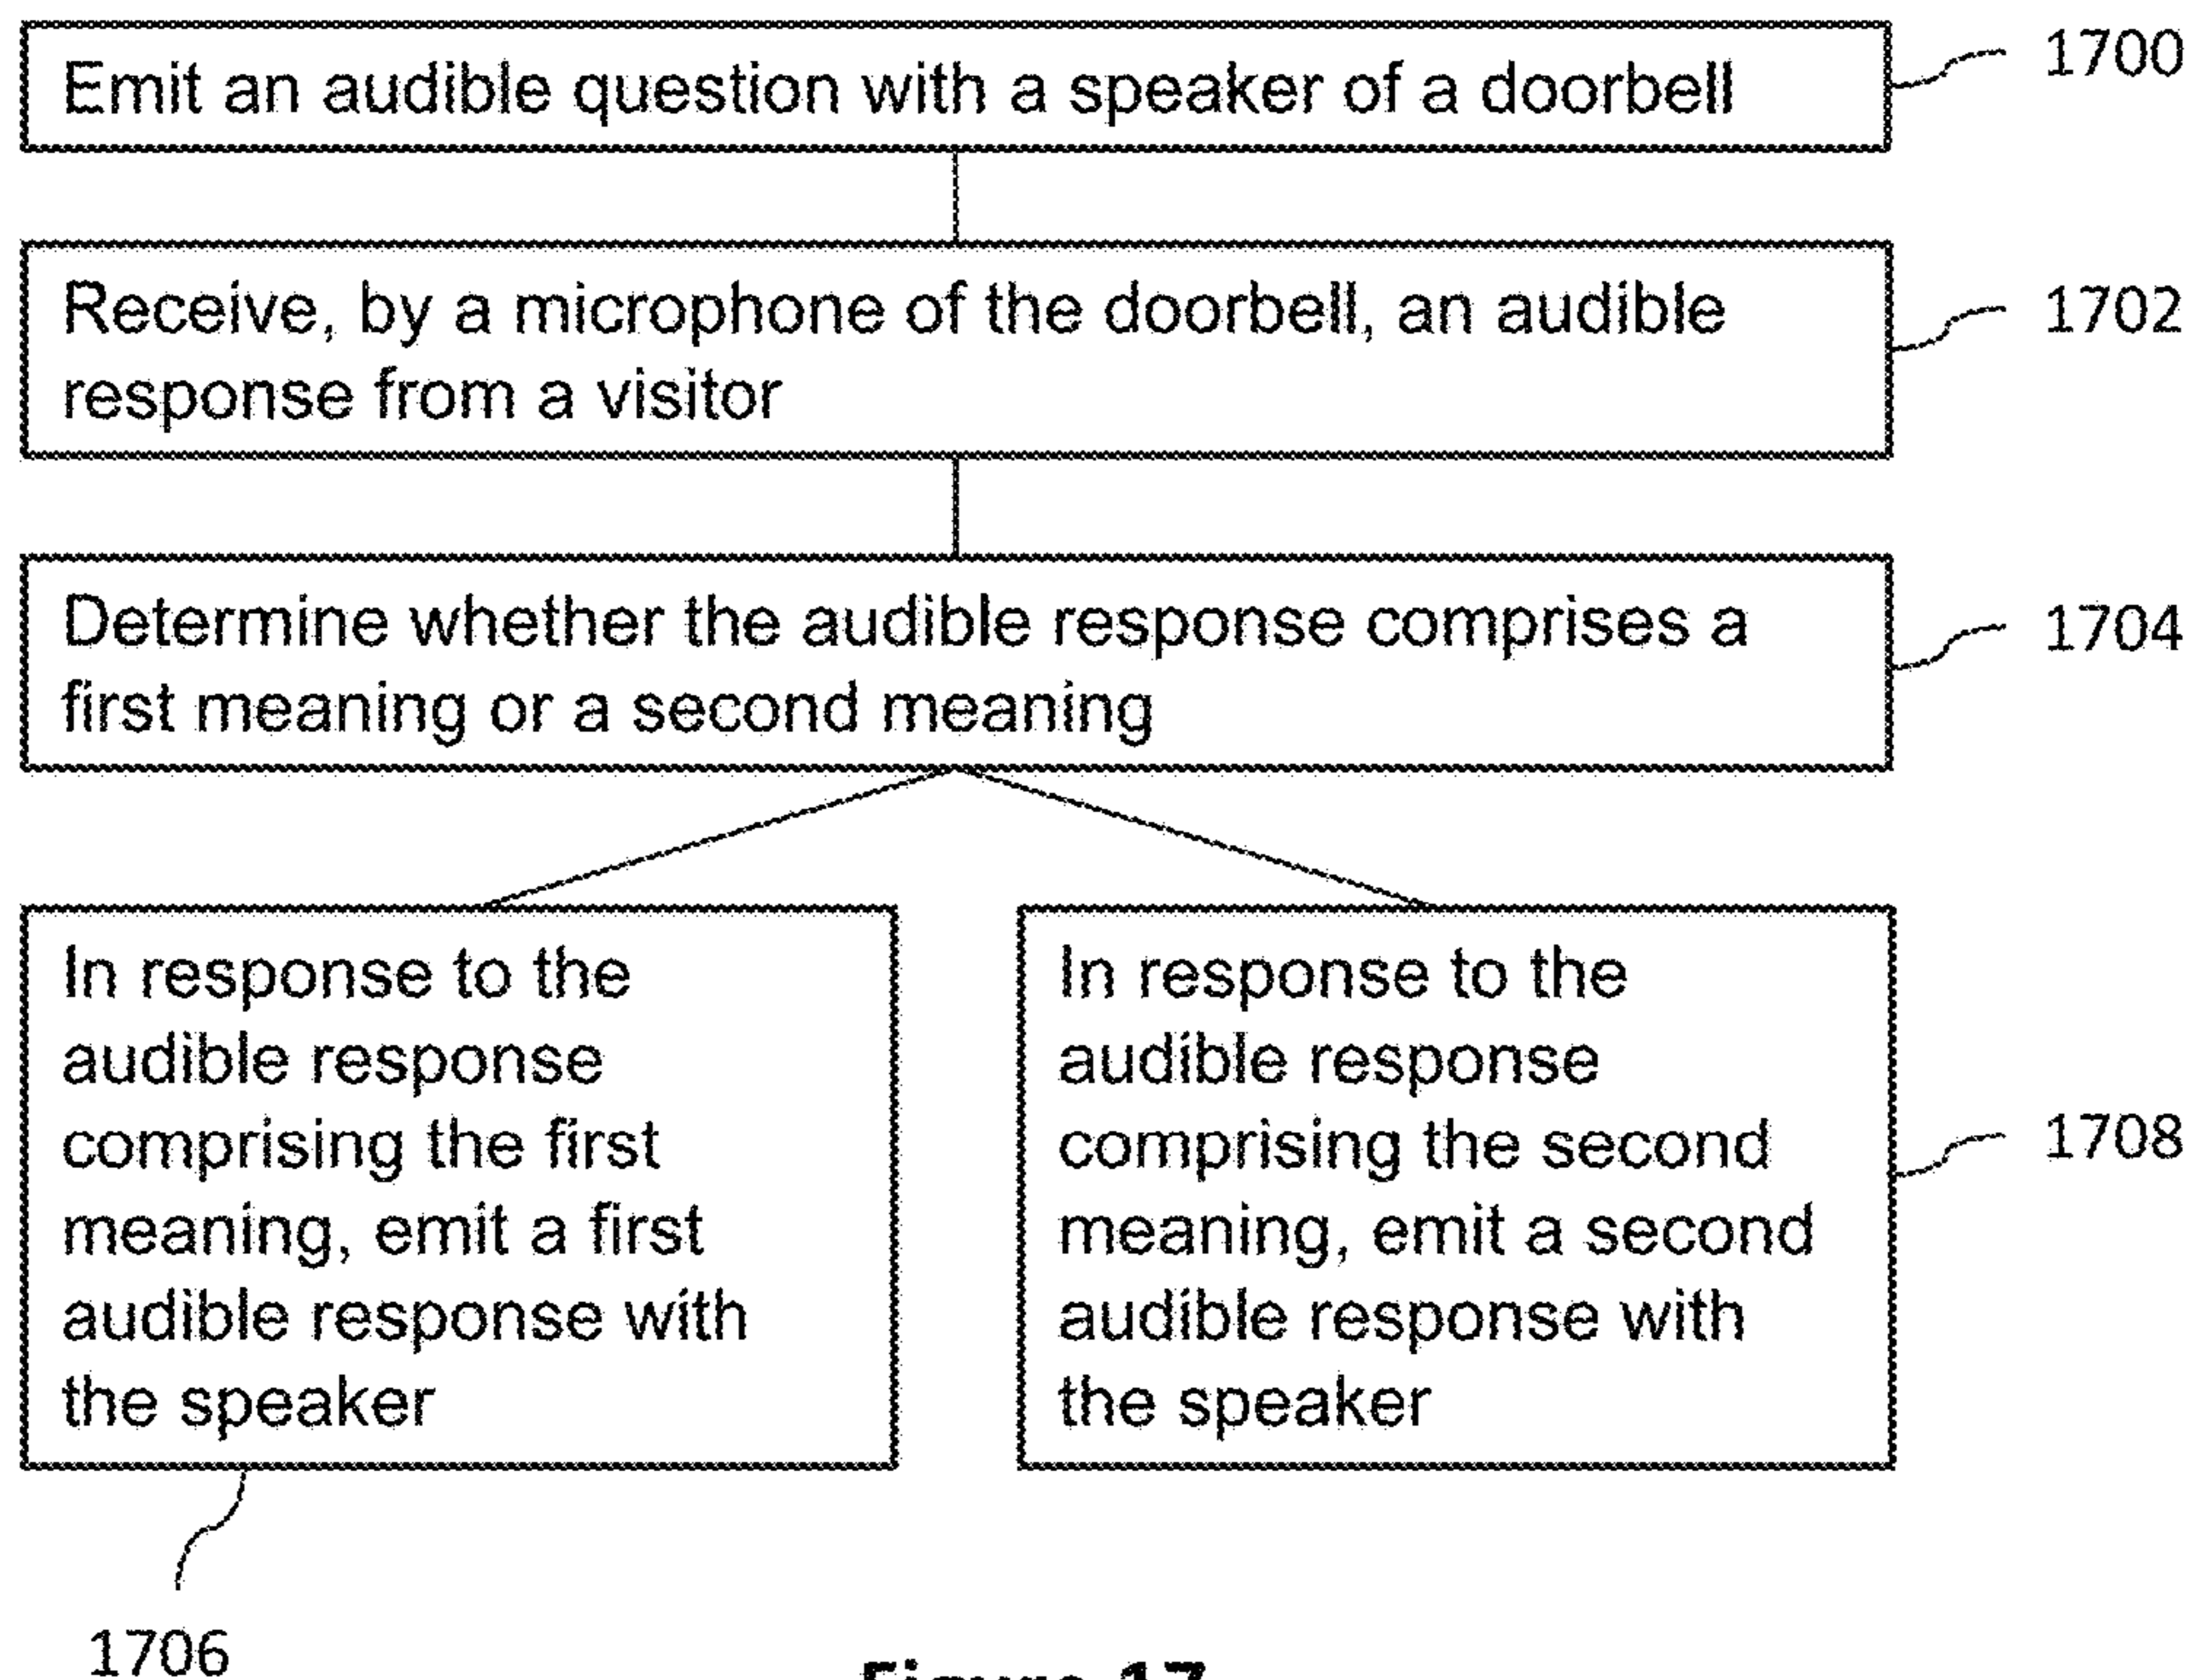 Emit an audible question with a speaker of a doorbell
1700
Receive, by a microphone of the doorbell, an audible
response from a visitor
1702
Determine whether the audible response comprises a
first meaning or a second meaning
1704
In response to the
audible response
comprising the first
meaning, emit a first
audible response with
the speaker
1706
In response to the
audible response
comprising the second
meaning, emit a second
audible response with
the speaker
1708
Figure 17